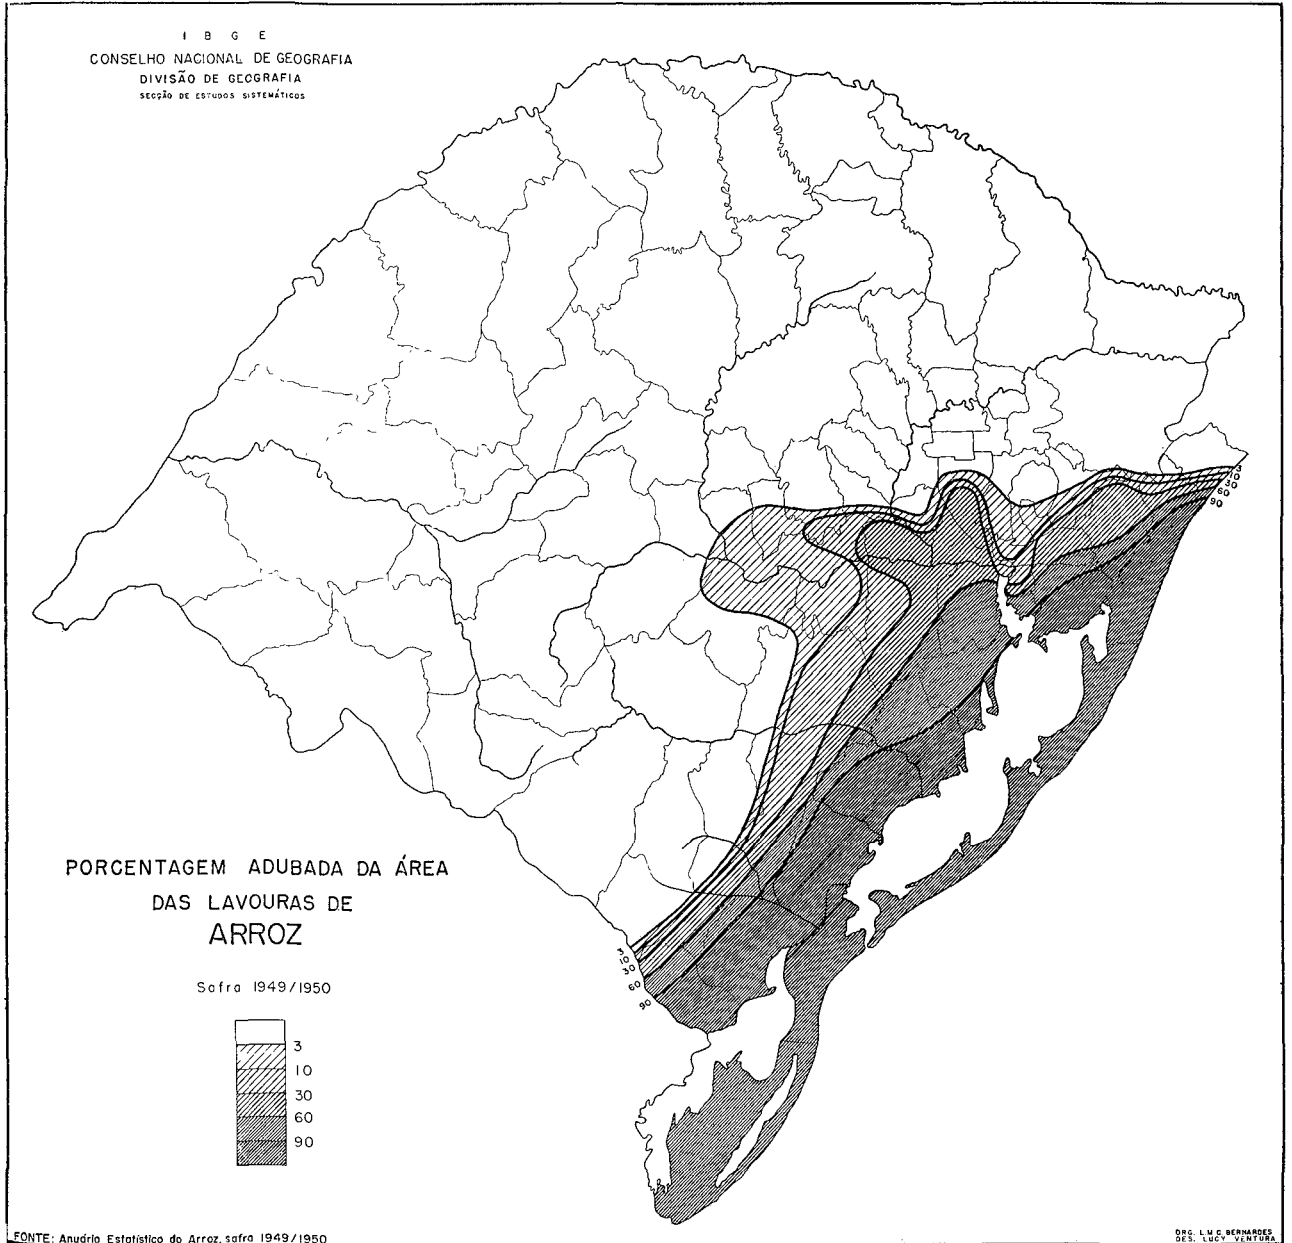 I B G E
CONSELHO NACIONAL DE GEOGRAFIA
DIVISÃO DE GEOGRAFIA
SECÇÃO DE ESTUDOS SISTEMÁTICOS
3
10
30
60
90
PORCENTAGEM ADUBADA DA ÁREA
DAS LAVOURAS DE
ARROZ
Safra 1949/1950
3
10
30
60
90
3
10
30
60
90
FONTE: Anuário Estatístico do Arroz, safra 1949/1950
ORG. L.M.C. BERNARDES
DES. LUCY VENTURA